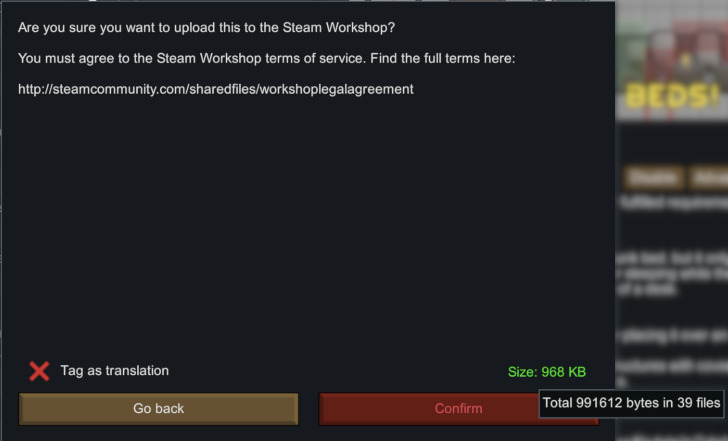 Are you sure you want to upload this to the Steam Workshop?
You must agree to the Steam Workshop terms of service. Find the full terms here:
http://steamcommunity.com/sharedfiles/workshoplegalagreement
BEDS!
Tag as translation
Size: 968 KB
Go back
Confirm
Total 991612 bytes in 39 files